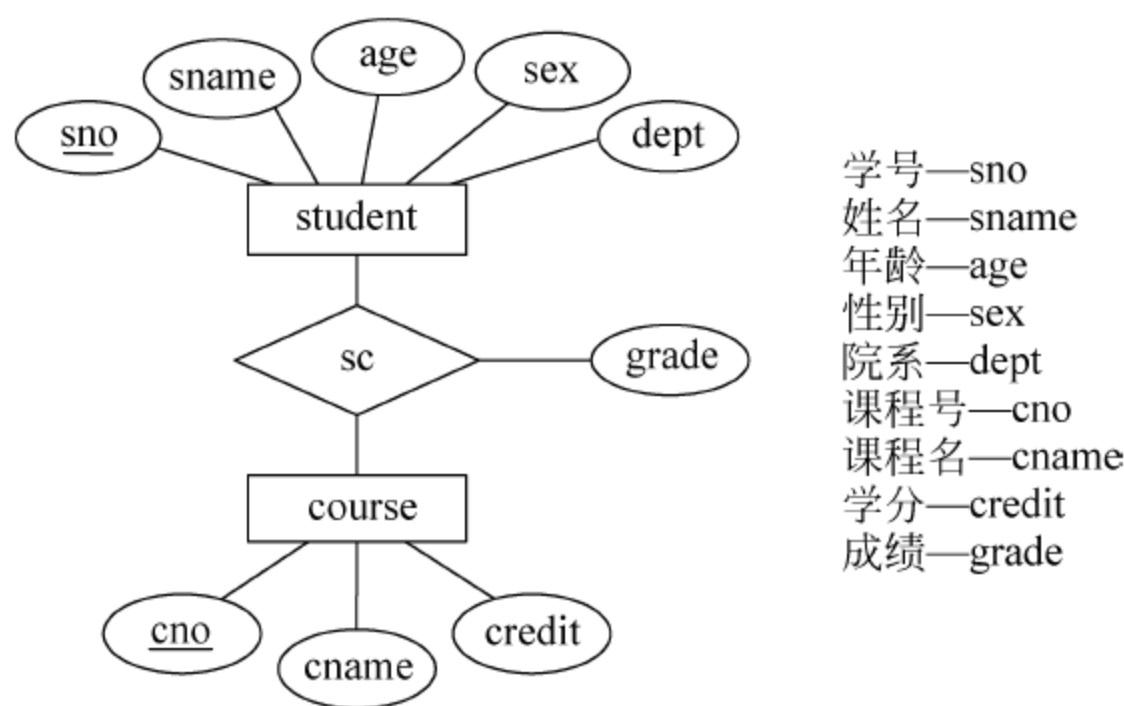 age
sname
sex
sno
dept
student
sc
grade
course
cno
cname
credit
学号—sno
姓名—sname
年龄—age
性别—sex
院系—dept
课程号—cno
课程名—cname
学分—credit
成绩—grade